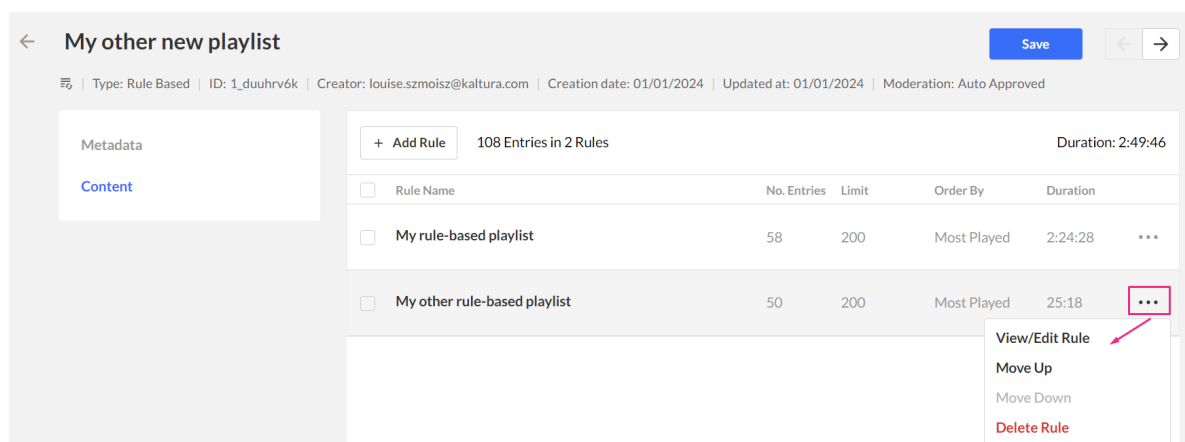 My other new playlist
Save
Type: Rule Based | ID: 1_duuhrv6k | Creator: louise.szmoisz@kaltura.com | Creation date: 01/01/2024 | Updated at: 01/01/2024 | Moderation: Auto Approved
Metadata
Content
+ Add Rule 108 Entries in 2 Rules Duration: 2:49:46
Rule Name No. Entries Limit Order By Duration
My rule-based playlist 58 200 Most Played 2:24:28
My other rule-based playlist 50 200 Most Played 25:18
View/Edit Rule
Move Up
Move Down
Delete Rule